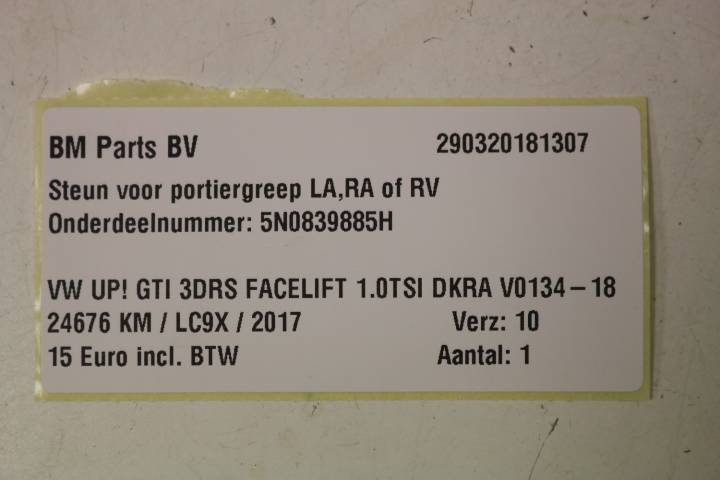 BM Parts BV 290320181307
Steun voor portiergreep LA,RA of RV
Onderdeelnummer: 5N0839885H
VW UP! GTI 3DRS FACELIFT 1.0TSI DKRA V0134-18
24676 KM / LC9X / 2017 Verz: 10
15 Euro incl. BTW Aantal: 1